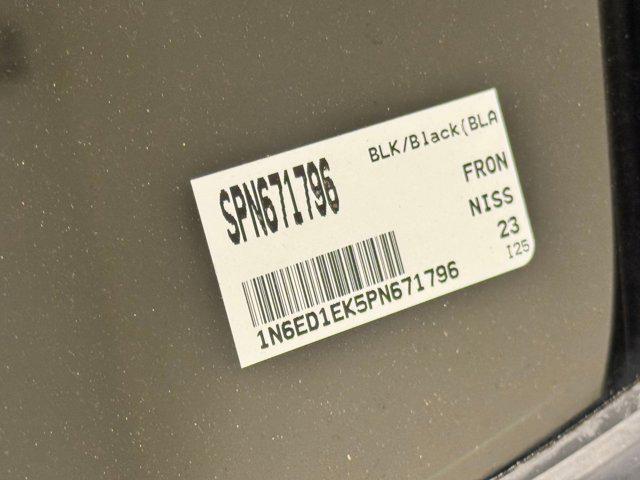 BLK/Black(BLA
SPN671796
FRON
NISS
23
I25
1N6ED1EK5PN671796